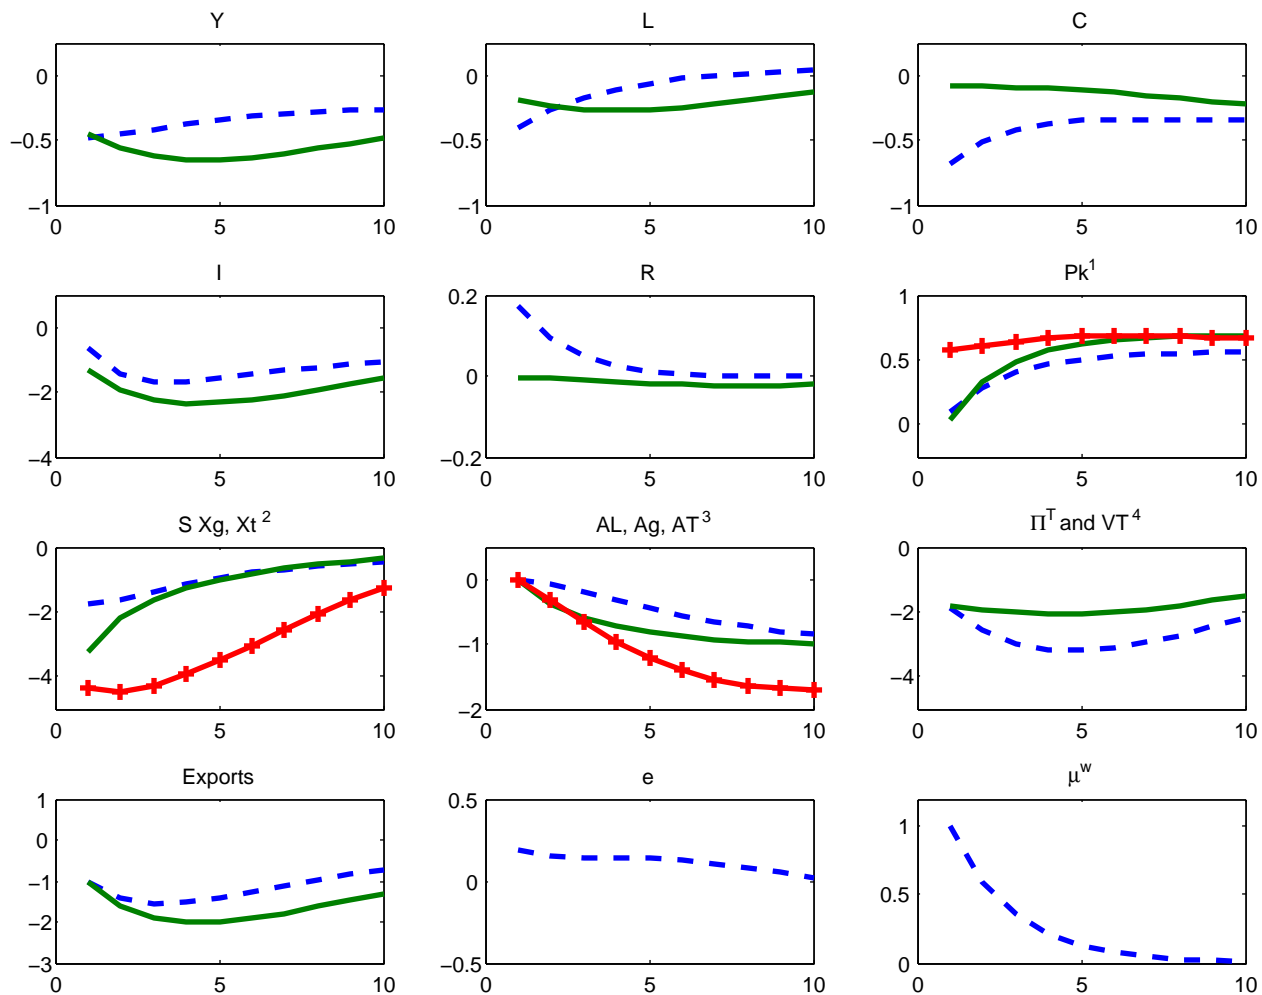 Y L C
0 0 0
−0.5 −0.5 −0.5
−1 −1 −1
0 5 10 0 5 10 0 5 10
I R Pk¹
0 0.2 1
−2 0 0.5
−4 −0.2 0
0 5 10 0 5 10 0 5 10
S Xg, Xt ² AL, Ag, AT³ Π^T and VT⁴
0 0 0
−2 −1 −2
−4 −2 −4
0 5 10 0 5 10 0 5 10
Exports e μ^w
1 0.5 1
0 0 0.5
−1 −0.5 0
−2
−3
0 5 10 0 5 10 0 5 10